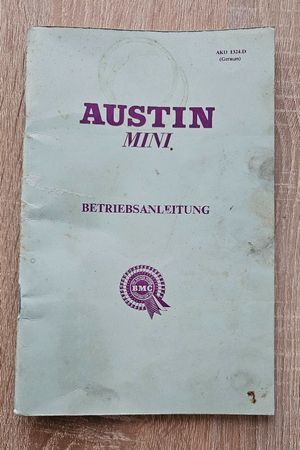 AKD 1324.D
(German)
AUSTIN
MINI
BETRIEBSANLEITUNG
BMC